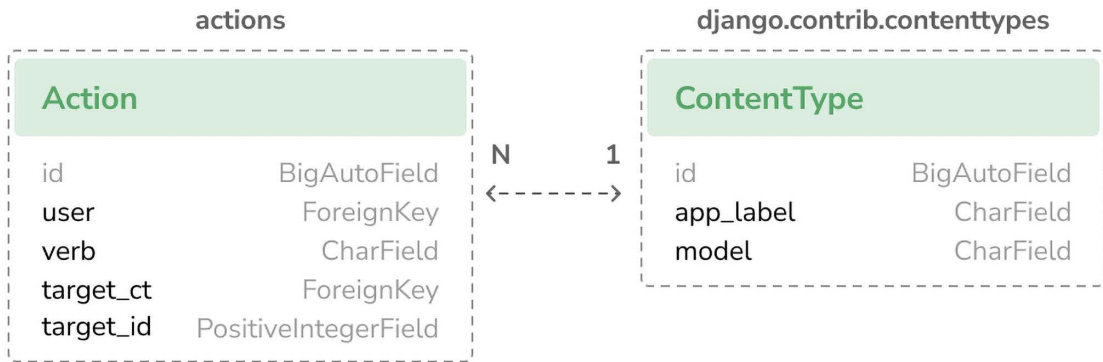 actions
Action
id BigAutoField
user ForeignKey
verb CharField
target_ct ForeignKey
target_id PositiveIntegerField
N 1
django.contrib.contenttypes
ContentType
id BigAutoField
app_label CharField
model CharField